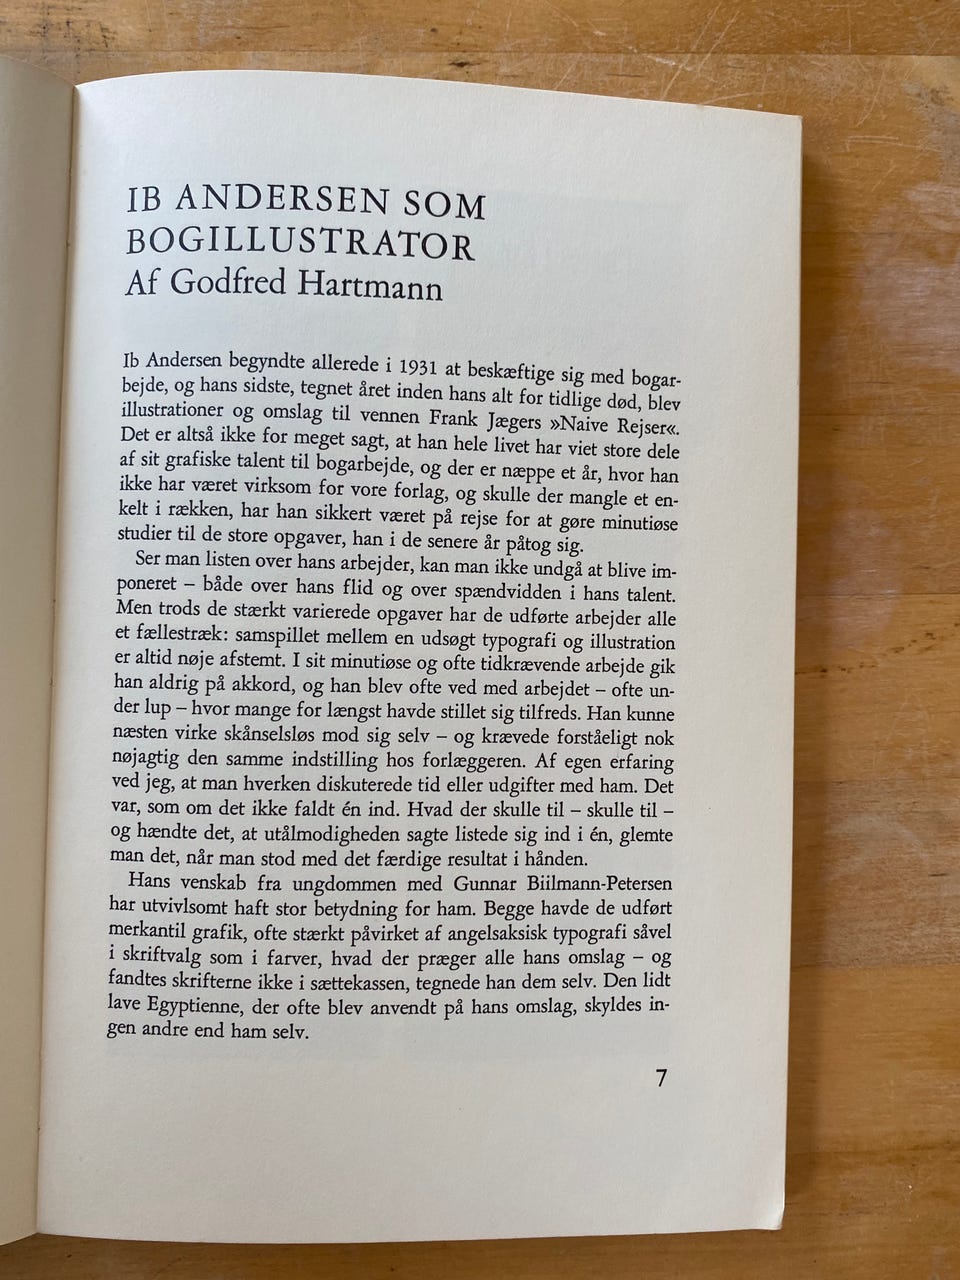 IB ANDERSEN SOM
BOGILLUSTRATOR
Af Godfred Hartmann
Ib Andersen begyndte allerede i 1931 at beskæftige sig med bogar-
bejde, og hans sidste, tegnet året inden hans alt for tidlige død, blev
illustrationer og omslag til vennen Frank Jægers »Naive Rejser«.
Det er altså ikke for meget sagt, at han hele livet har viet store dele
af sit grafiske talent til bogarbejde, og der er næppe et år, hvor han
ikke har været virksom for vore forlag, og skulle der mangle et en-
kelt i rækken, har han sikkert været på rejse for at gøre minutiøse
studier til de store opgaver, han i de senere år påtog sig.
Ser man listen over hans arbejder, kan man ikke undgå at blive im-
poneret – både over hans flid og over spændvidden i hans talent.
Men trods de stærkt varierede opgaver har de udførte arbejder alle
et fællestræk: samspillet mellem en udsøgt typografi og illustration
er altid nøje afstemt. I sit minutiøse og ofte tidkrævende arbejde gik
han aldrig på akkord, og han blev ofte ved med arbejdet – ofte un-
der lup – hvor mange for længst havde stillet sig tilfreds. Han kunne
næsten virke skånselsløs mod sig selv – og krævede forståeligt nok
nøjagtig den samme indstilling hos forlæggeren. Af egen erfaring
ved jeg, at man hverken diskuterede tid eller udgifter med ham. Det
var, som om det ikke faldt én ind. Hvad der skulle til – skulle til –
og hændte det, at utålmodigheden sagte listede sig ind i én, glemte
man det, når man stod med det færdige resultat i hånden.
Hans venskab fra ungdommen med Gunnar Biilmann-Petersen
har utvivlsomt haft stor betydning for ham. Begge havde de udført
merkantil grafik, ofte stærkt påvirket af angelsaksisk typografi såvel
i skriftvalg som i farver, hvad der præger alle hans omslag – og
fandtes skrifterne ikke i sættekassen, tegnede han dem selv. Den lidt
lave Egyptienne, der ofte blev anvendt på hans omslag, skyldes in-
gen andre end ham selv.
7